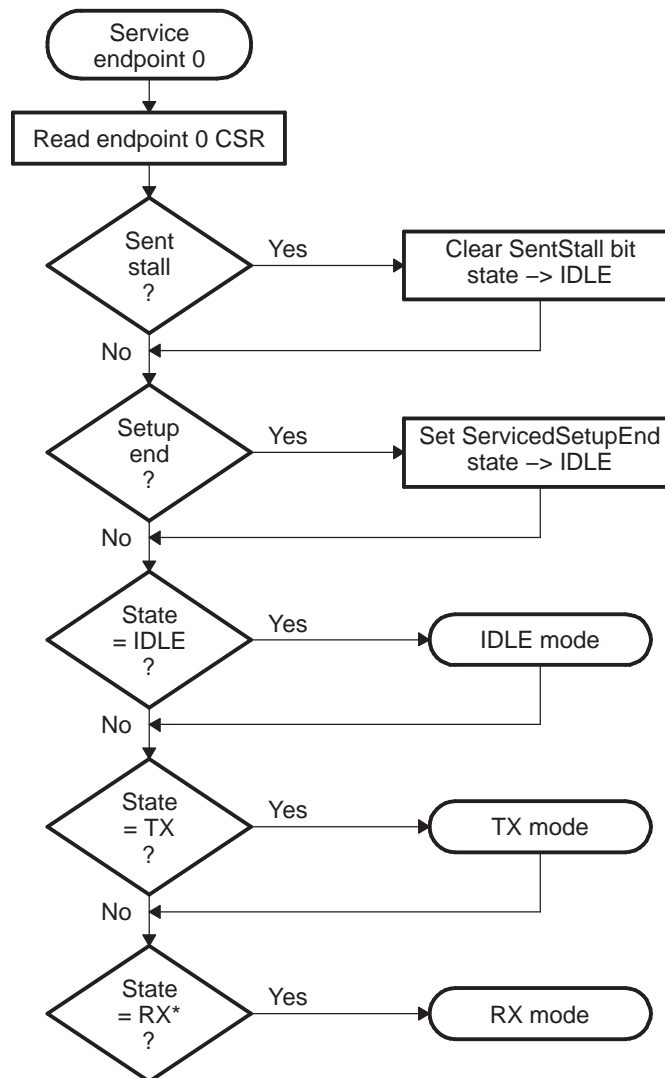 Service
endpoint 0
Read endpoint 0 CSR
Sent
stall
?
Yes
Clear SentStall bit
state –> IDLE
No
Setup
end
?
Yes
Set ServicedSetupEnd
state –> IDLE
No
State
= IDLE
?
Yes
IDLE mode
No
State
= TX
?
Yes
TX mode
No
State
= RX*
?
Yes
RX mode